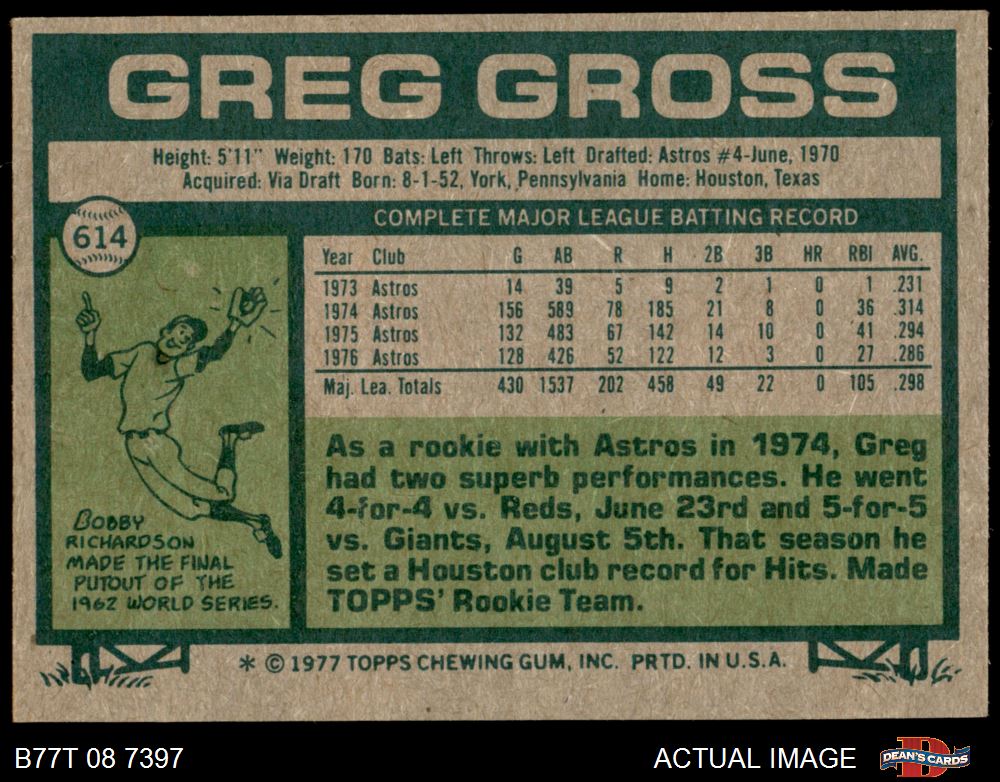 GREG GROSS
Height: 5'11" Weight: 170 Bats: Left Throws: Left Drafted: Astros #4-June, 1970
Acquired: Via Draft Born: 8-1-52, York, Pennsylvania Home: Houston, Texas
614
COMPLETE MAJOR LEAGUE BATTING RECORD
Year Club G AB R H 2B 3B HR RBI AVG.
1973 Astros 14 39 5 9 2 1 0 1 .231
1974 Astros 156 589 78 185 21 8 0 36 .314
1975 Astros 132 483 67 142 14 10 0 41 .294
1976 Astros 128 426 52 122 12 3 0 27 .286
Maj. Lea. Totals 430 1537 202 458 49 22 0 105 .298
BOBBY
RICHARDSON
MADE THE FINAL
PUTOUT OF THE
1962 WORLD SERIES.
As a rookie with Astros in 1974, Greg
had two superb performances. He went
4-for-4 vs. Reds, June 23rd and 5-for-5
vs. Giants, August 5th. That season he
set a Houston club record for Hits. Made
TOPPS' Rookie Team.
* © 1977 TOPPS CHEWING GUM, INC. PRTD. IN U.S.A.
B77T 08 7397
ACTUAL IMAGE
DEAN'S CARDS